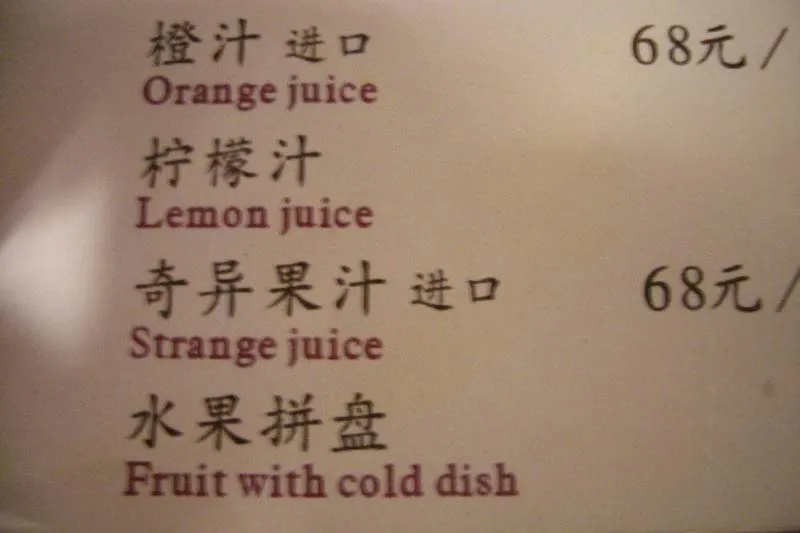 橙汁 进口 68元/
Orange juice
柠檬汁
Lemon juice
奇异果汁 进口 68元/
Strange juice
水果拼盘
Fruit with cold dish